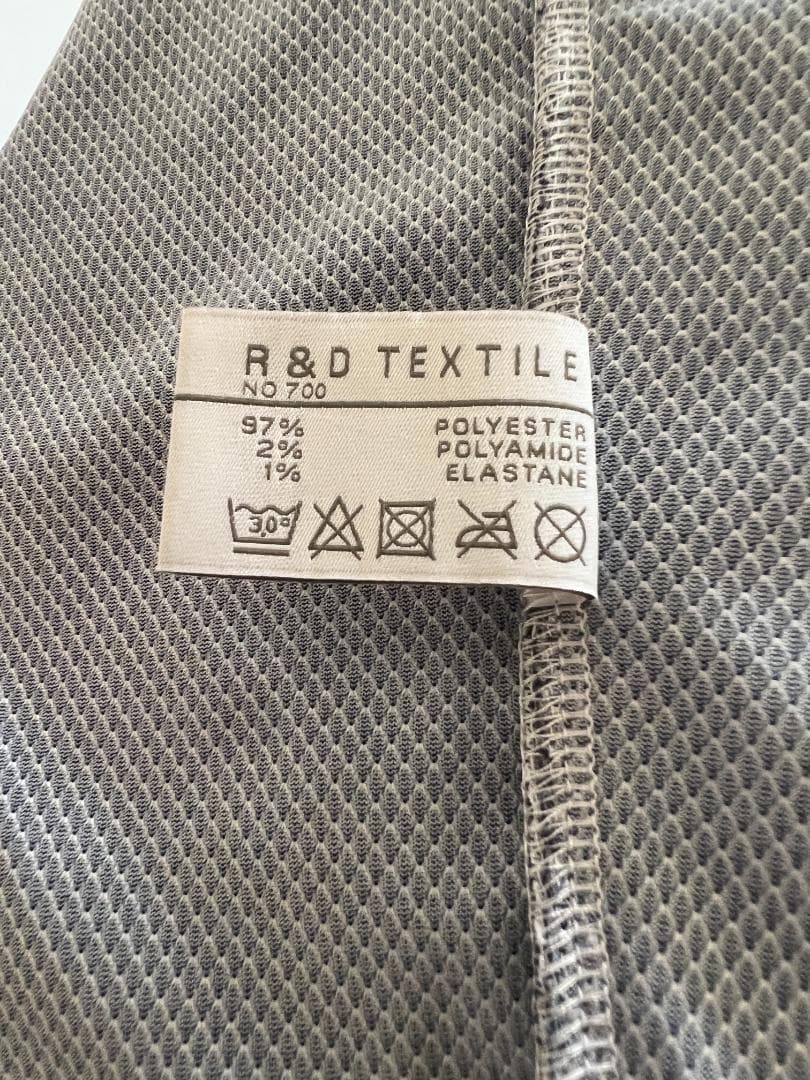 R & D TEXTILE
NO 700
97% POLYESTER
2% POLYAMIDE
1% ELASTANE
30°